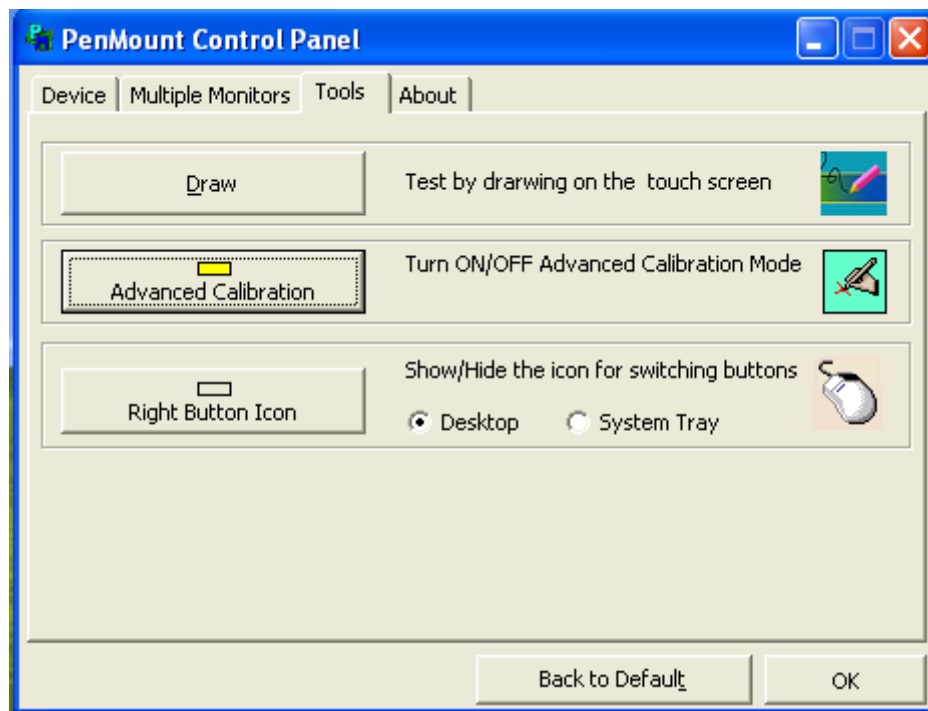 PenMount Control Panel
Device Multiple Monitors Tools About
Draw
Test by drarwing on the touch screen
Advanced Calibration
Turn ON/OFF Advanced Calibration Mode
Right Button Icon
Show/Hide the icon for switching buttons
Desktop System Tray
Back to Default OK